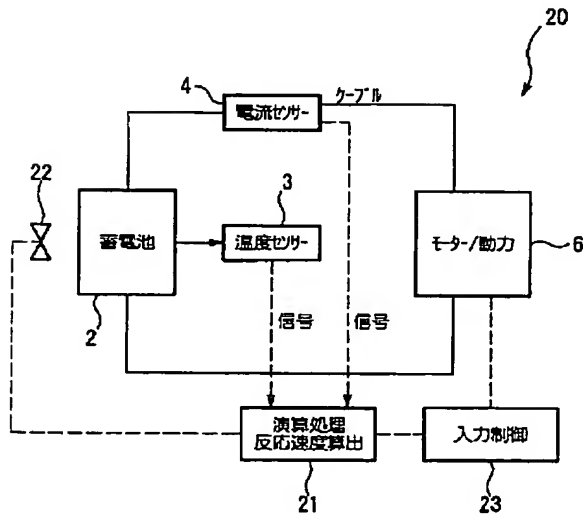 20
4
電流センサー
ケーブル
22
3
蓄電池
温度センサー
モーター/動力
6
2
信号
信号
演算処理
反応速度算出
入力制御
21
23